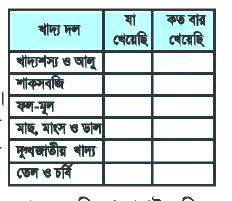 খাদ্য দল
যা খেয়েছি
কত বার খেয়েছি
খাদ্যশস্য ও আলু
শাকসবজি
ফল-মূল
মাছ, মাংস ও ডাল
দুগ্ধজাতীয় খাদ্য
তেল ও চর্বি